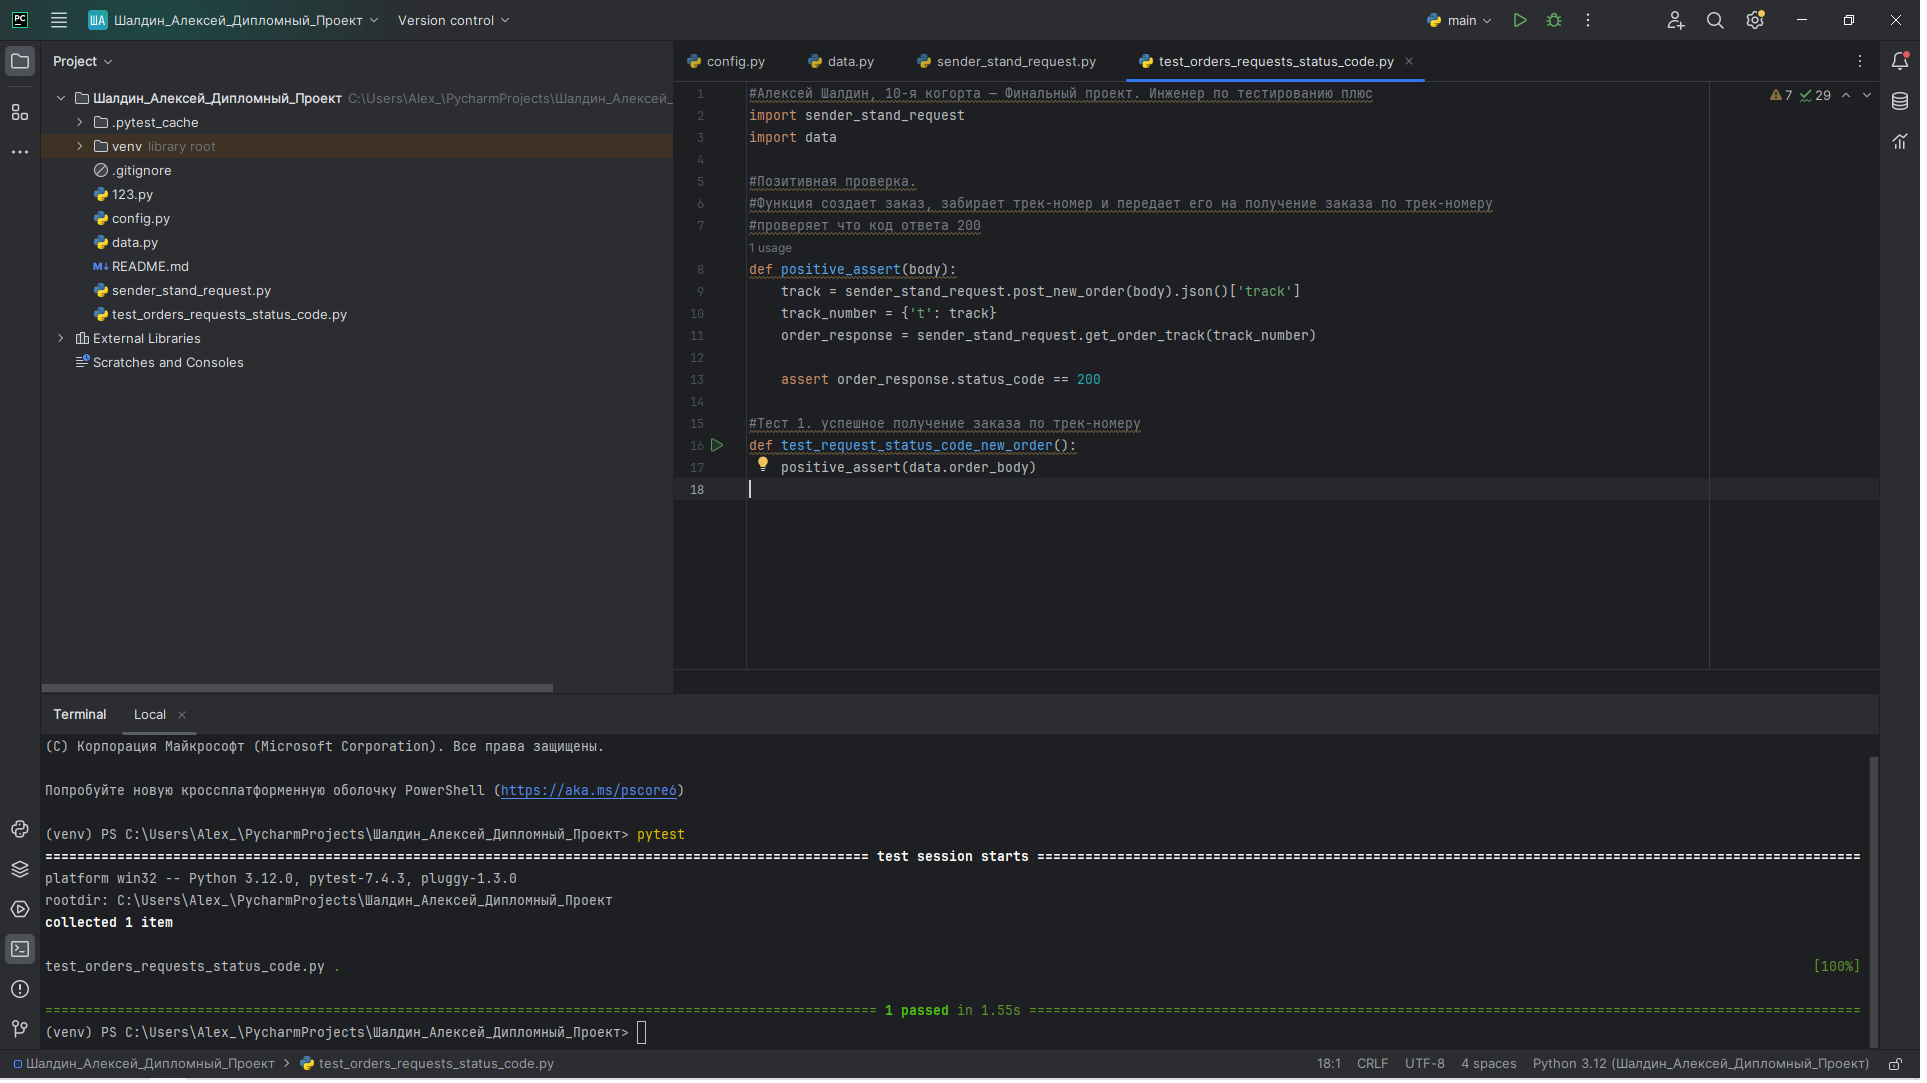 PC
ША Шалдин_Алексей_Дипломный_Проект Version control main
Project
Шалдин_Алексей_Дипломный_Проект C:\Users\Alex_\PycharmProjects\Шалдин_Алексей_
.pytest_cache
venv library root
.gitignore
123.py
config.py
data.py
M↓ README.md
sender_stand_request.py
test_orders_requests_status_code.py
External Libraries
Scratches and Consoles
config.py data.py sender_stand_request.py test_orders_requests_status_code.py
7 29
1 #Алексей Шалдин, 10-я когорта — Финальный проект. Инженер по тестированию плюс
2 import sender_stand_request
3 import data
4
5 #Позитивная проверка.
6 #Функция создает заказ, забирает трек-номер и передает его на получение заказа по трек-номеру
7 #проверяет что код ответа 200
1 usage
8 def positive_assert(body):
9 track = sender_stand_request.post_new_order(body).json()['track']
10 track_number = {'t': track}
11 order_response = sender_stand_request.get_order_track(track_number)
12
13 assert order_response.status_code == 200
14
15 #Тест 1. успешное получение заказа по трек-номеру
16 def test_request_status_code_new_order():
17 positive_assert(data.order_body)
18
Terminal Local
(C) Корпорация Майкрософт (Microsoft Corporation). Все права защищены.
Попробуйте новую кроссплатформенную оболочку PowerShell (https://aka.ms/pscore6)
(venv) PS C:\Users\Alex_\PycharmProjects\Шалдин_Алексей_Дипломный_Проект> pytest
======= test session starts =======
platform win32 -- Python 3.12.0, pytest-7.4.3, pluggy-1.3.0
rootdir: C:\Users\Alex_\PycharmProjects\Шалдин_Алексей_Дипломный_Проект
collected 1 item
test_orders_requests_status_code.py . [100%]
======= 1 passed in 1.55s =======
(venv) PS C:\Users\Alex_\PycharmProjects\Шалдин_Алексей_Дипломный_Проект>
Шалдин_Алексей_Дипломный_Проект > test_orders_requests_status_code.py 18:1 CRLF UTF-8 4 spaces Python 3.12 (Шалдин_Алексей_Дипломный_Проект)